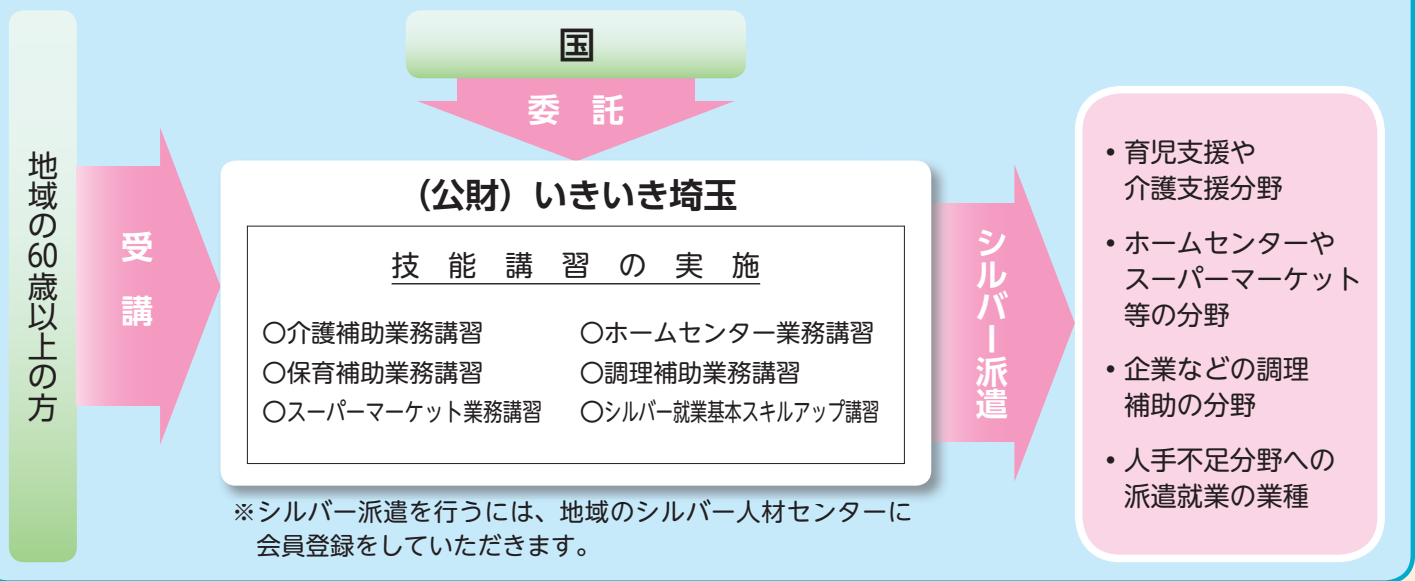 国
委託
地域の60歳以上の方
受講
(公財)いきいき埼玉
技能講習の実施
○介護補助業務講習
○ホームセンター業務講習
○保育補助業務講習
○調理補助業務講習
○スーパーマーケット業務講習
○シルバー就業基本スキルアップ講習
※シルバー派遣を行うには、地域のシルバー人材センターに
会員登録をしていただきます。
シルバー派遣
・育児支援や
介護支援分野
・ホームセンターや
スーパーマーケット
等の分野
・企業などの調理
補助の分野
・人手不足分野への
派遣就業の業種